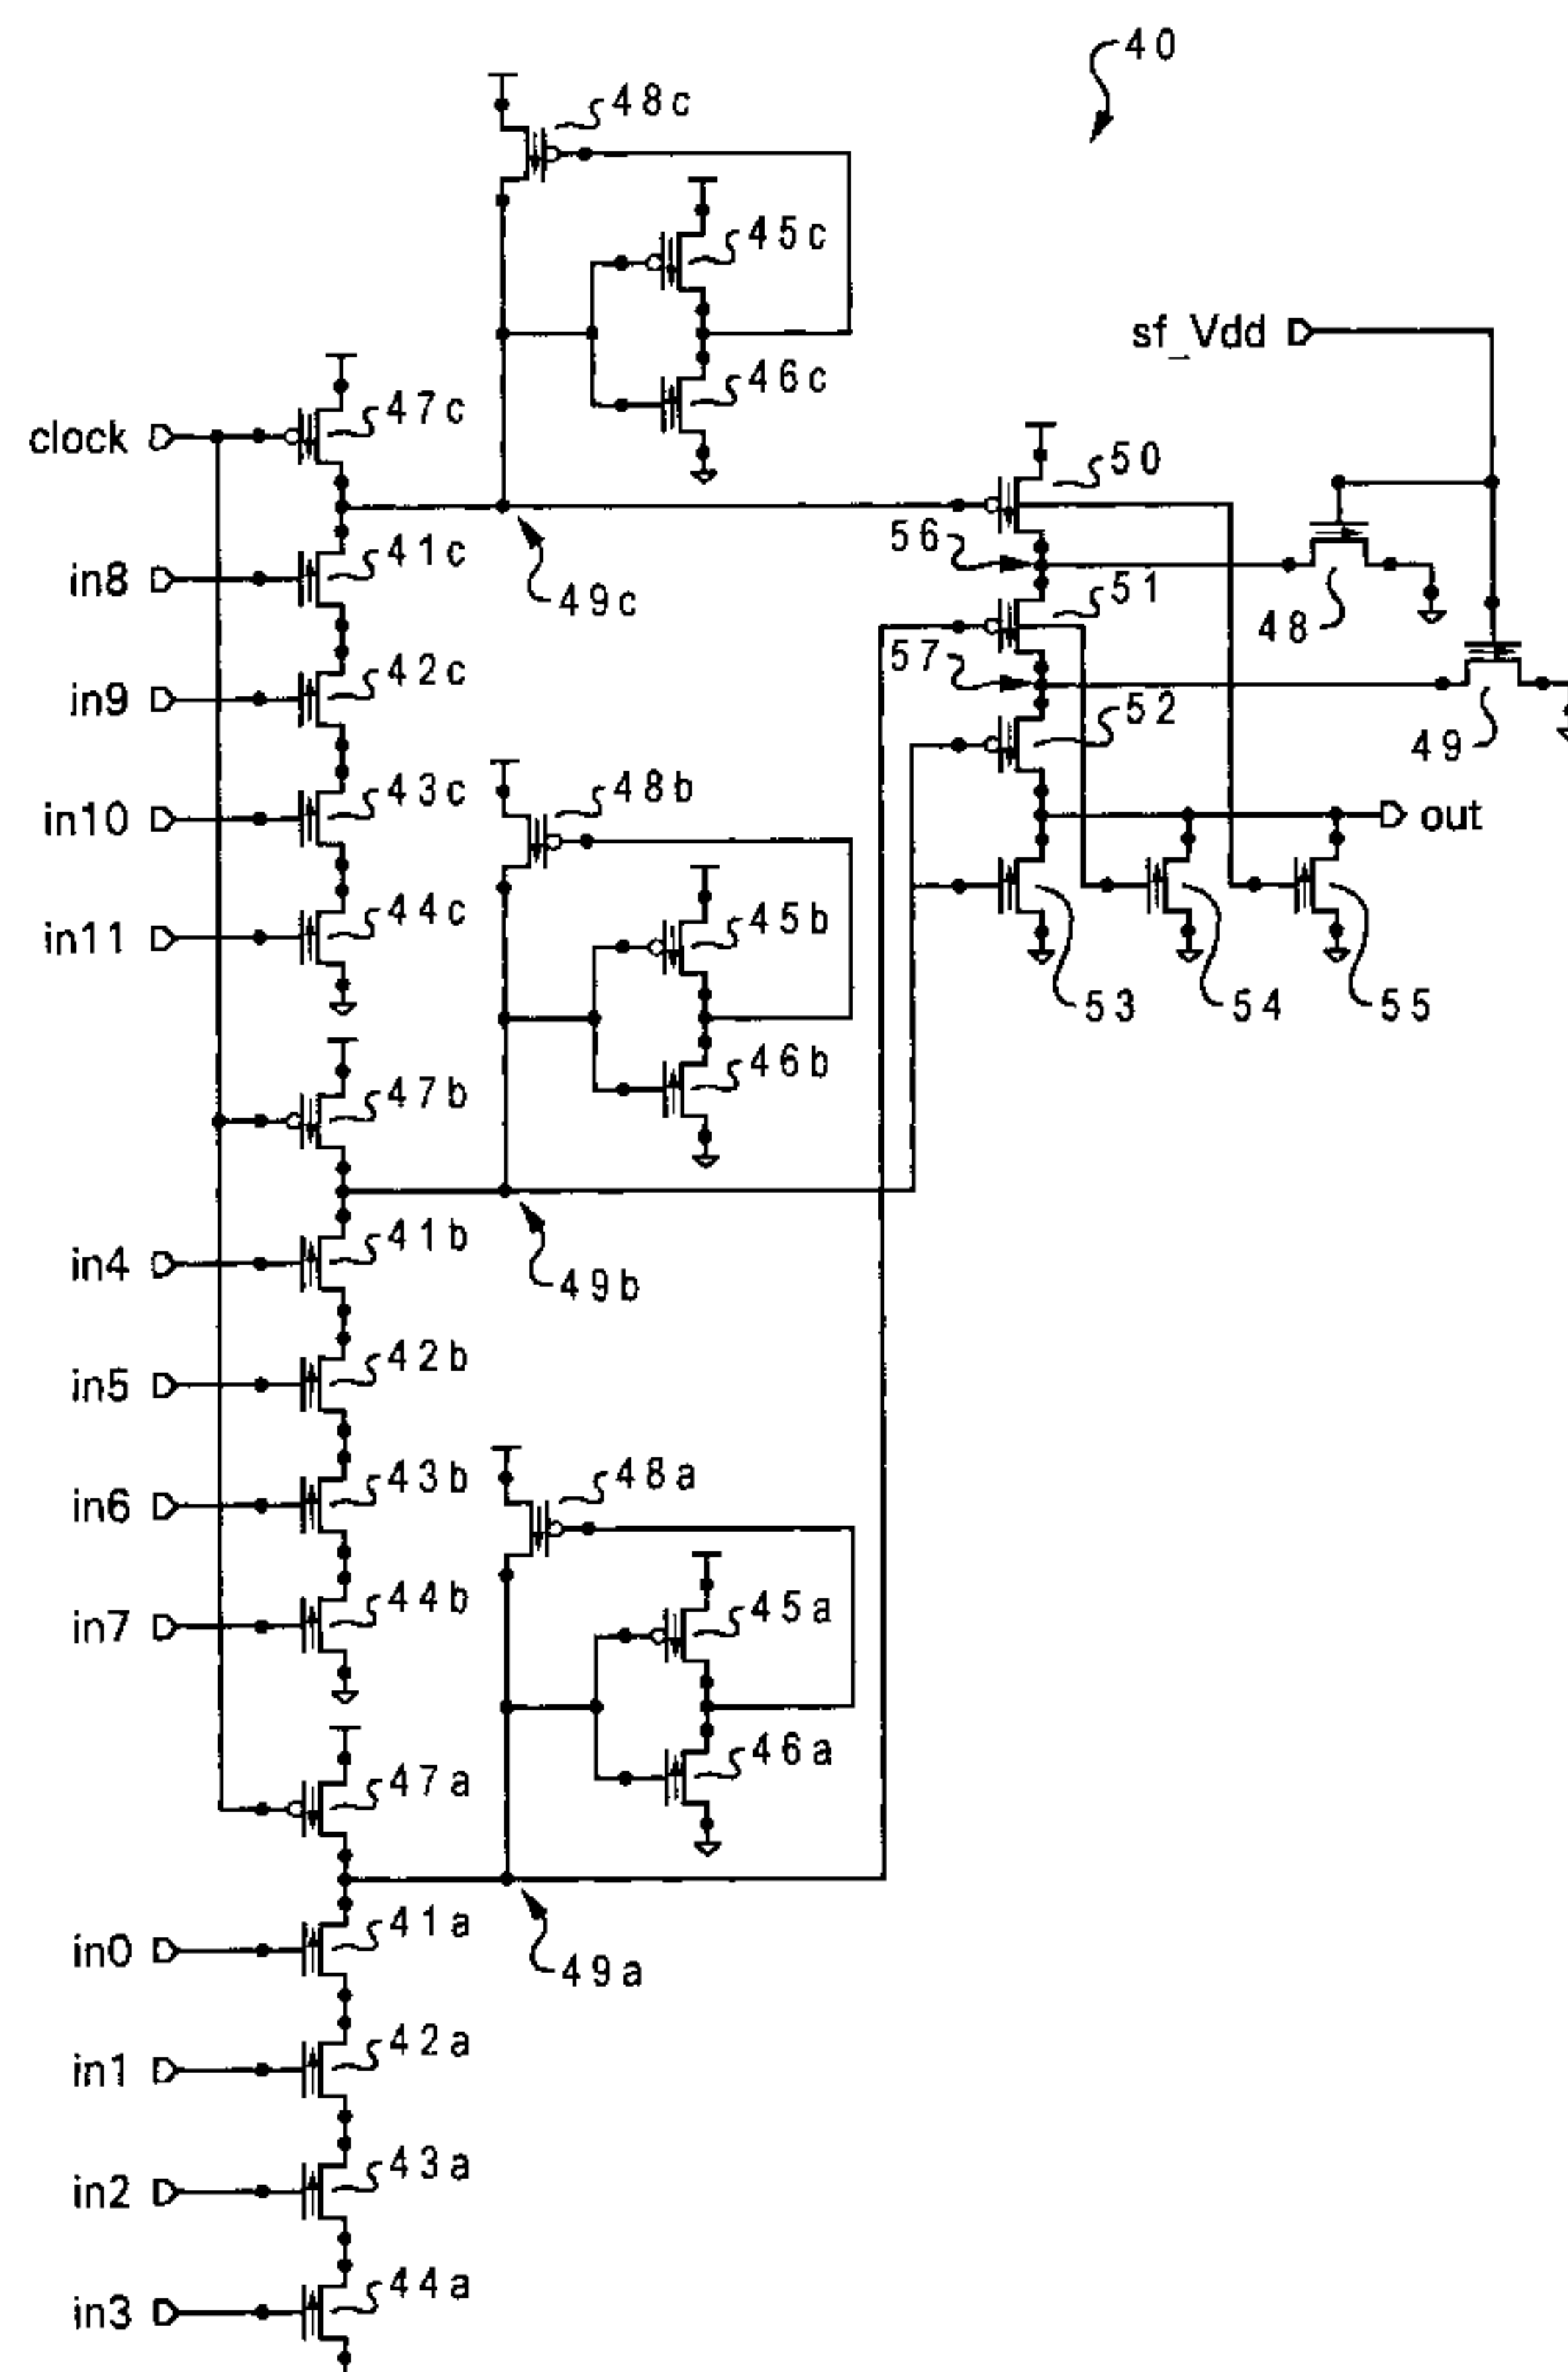 40
48c
45c
sf_Vdd
46c
47c
clock
50
56
41c
in8
51
49c
48
57
42c
in9
52
49
48b
43c
in10
out
45b
44c
in11
53
54
55
46b
47b
41b
in4
49b
42b
in5
48a
43b
in6
44b
45a
in7
46a
47a
41a
in0
49a
42a
in1
43a
in2
44a
in3